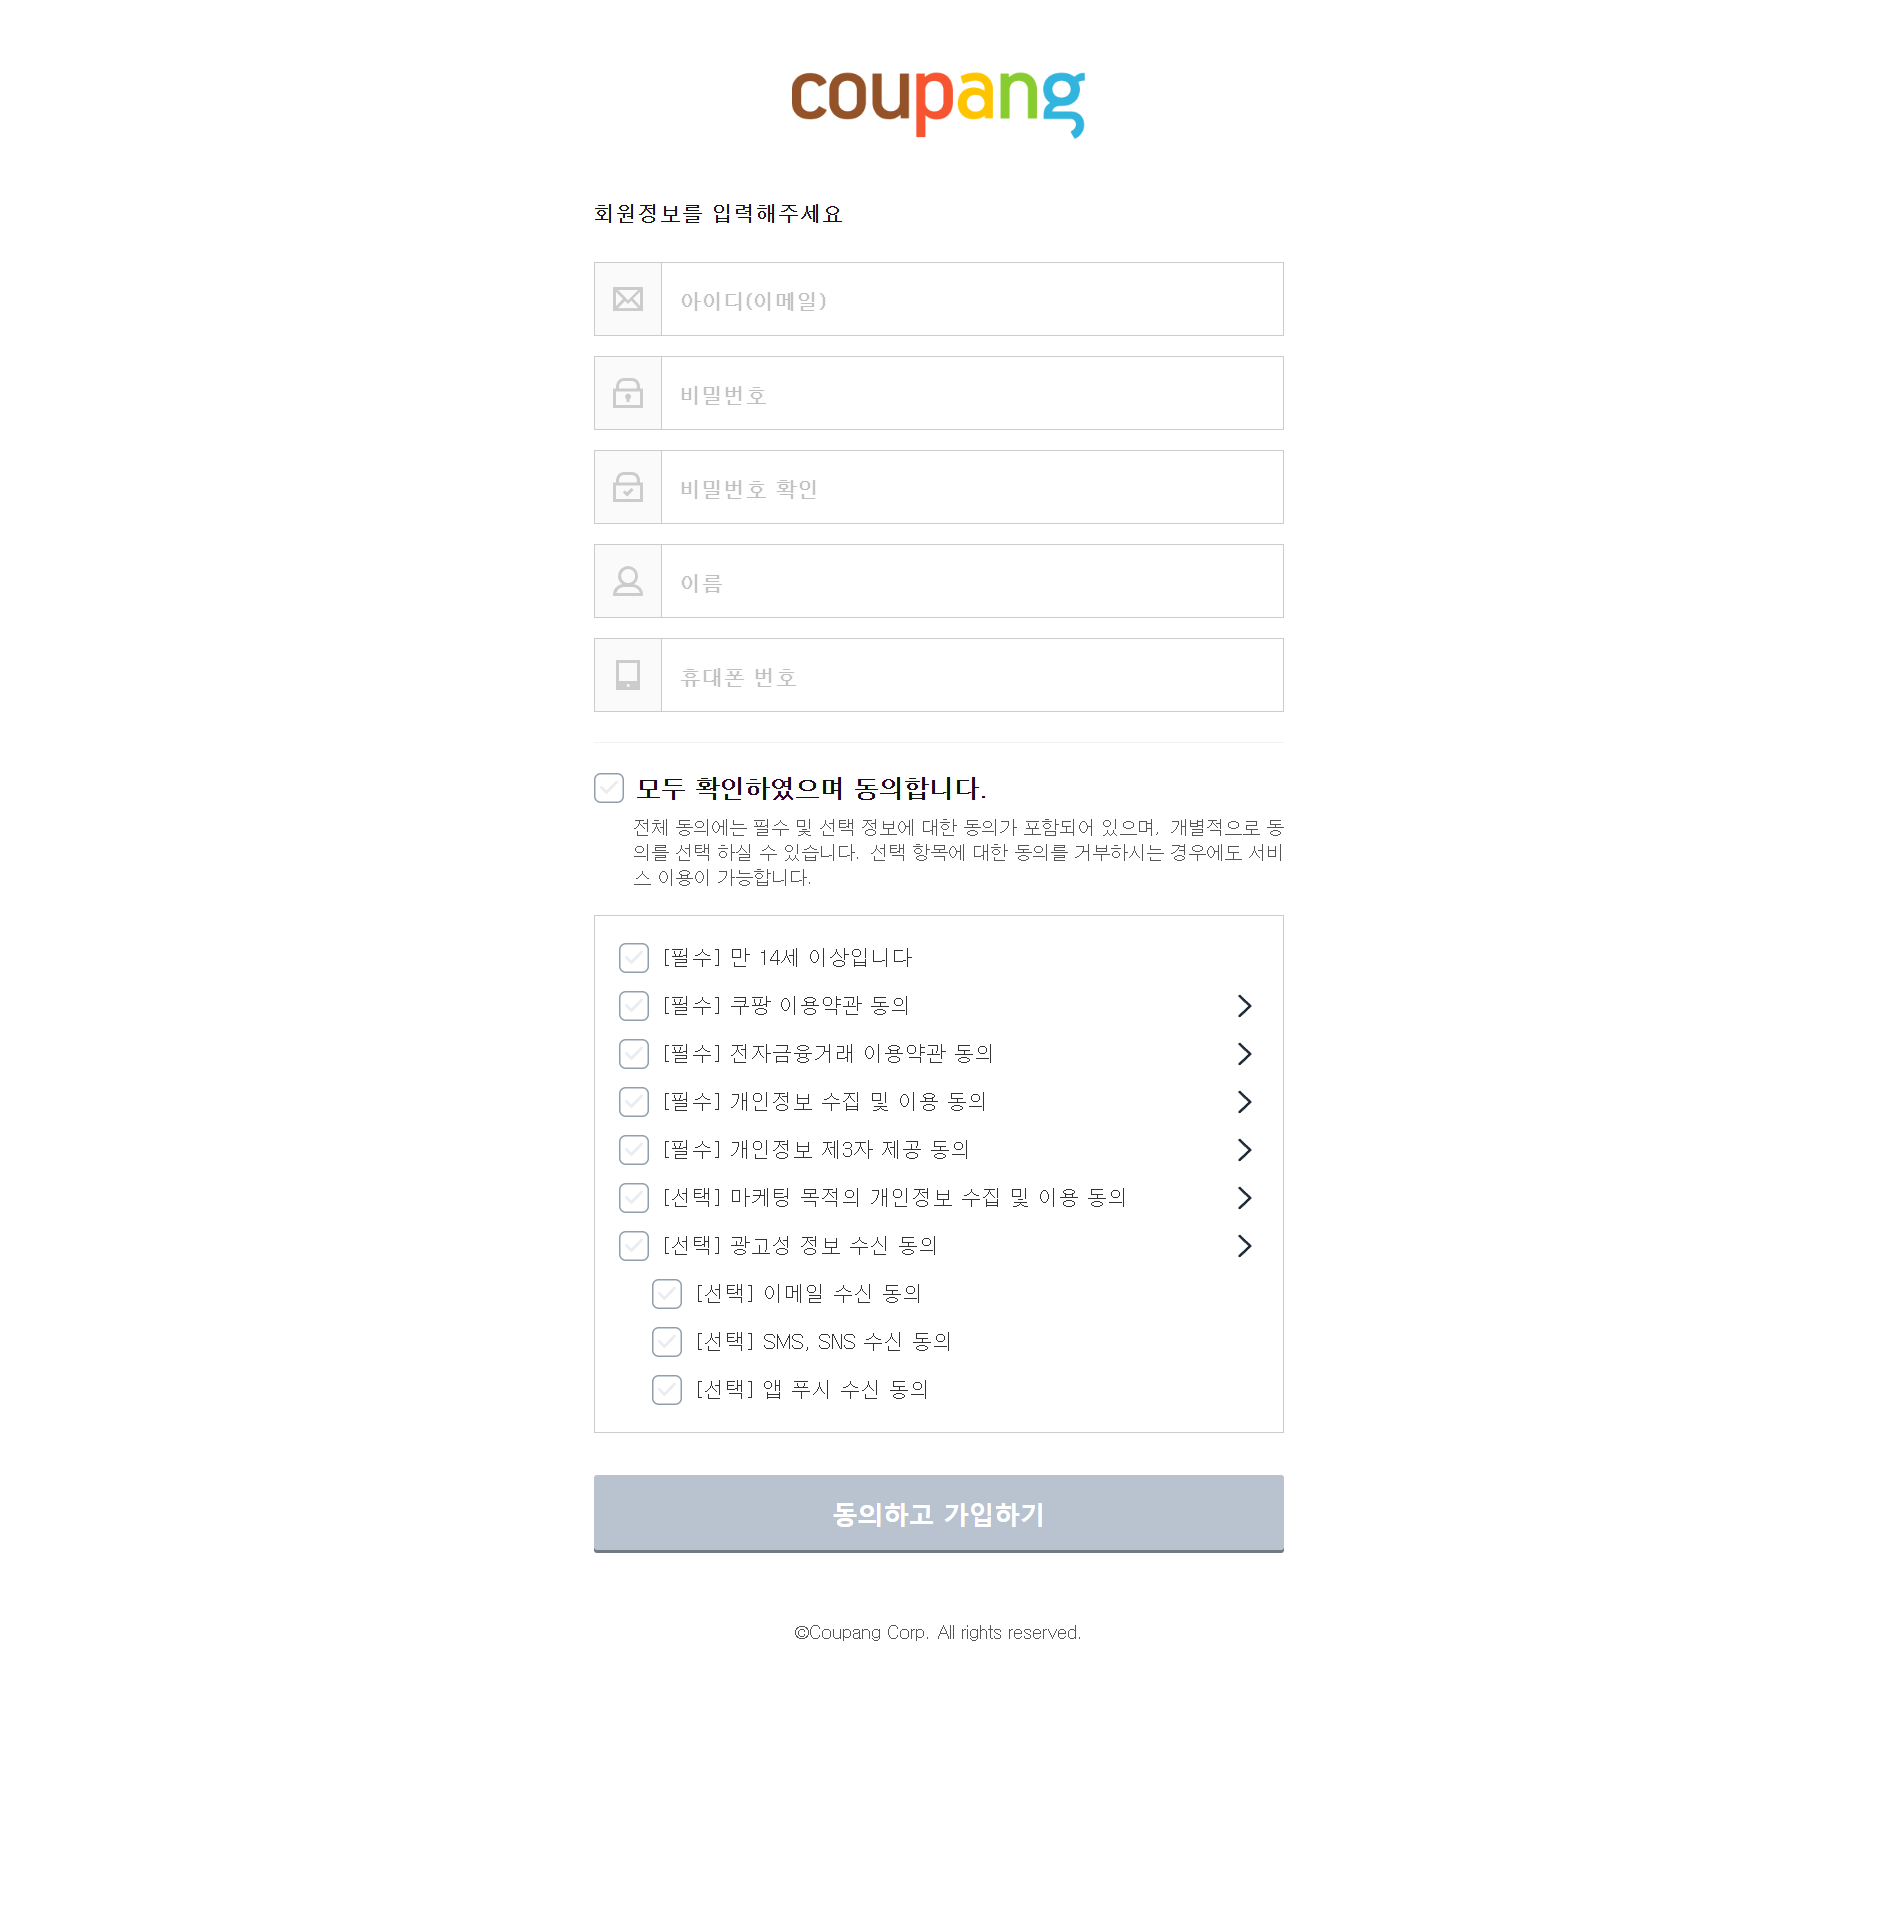 coupang
회원정보를 입력해주세요
아이디(이메일)
비밀번호
비밀번호 확인
이름
휴대폰 번호
모두 확인하였으며 동의합니다.
전체 동의에는 필수 및 선택 정보에 대한 동의가 포함되어 있으며, 개별적으로 동
의를 선택 하실 수 있습니다. 선택 항목에 대한 동의를 거부하시는 경우에도 서비
스 이용이 가능합니다.
[필수] 만 14세 이상입니다
[필수] 쿠팡 이용약관 동의
[필수] 전자금융거래 이용약관 동의
[필수] 개인정보 수집 및 이용 동의
[필수] 개인정보 제3자 제공 동의
[선택] 마케팅 목적의 개인정보 수집 및 이용 동의
[선택] 광고성 정보 수신 동의
[선택] 이메일 수신 동의
[선택] SMS, SNS 수신 동의
[선택] 앱 푸시 수신 동의
동의하고 가입하기
©Coupang Corp. All rights reserved.